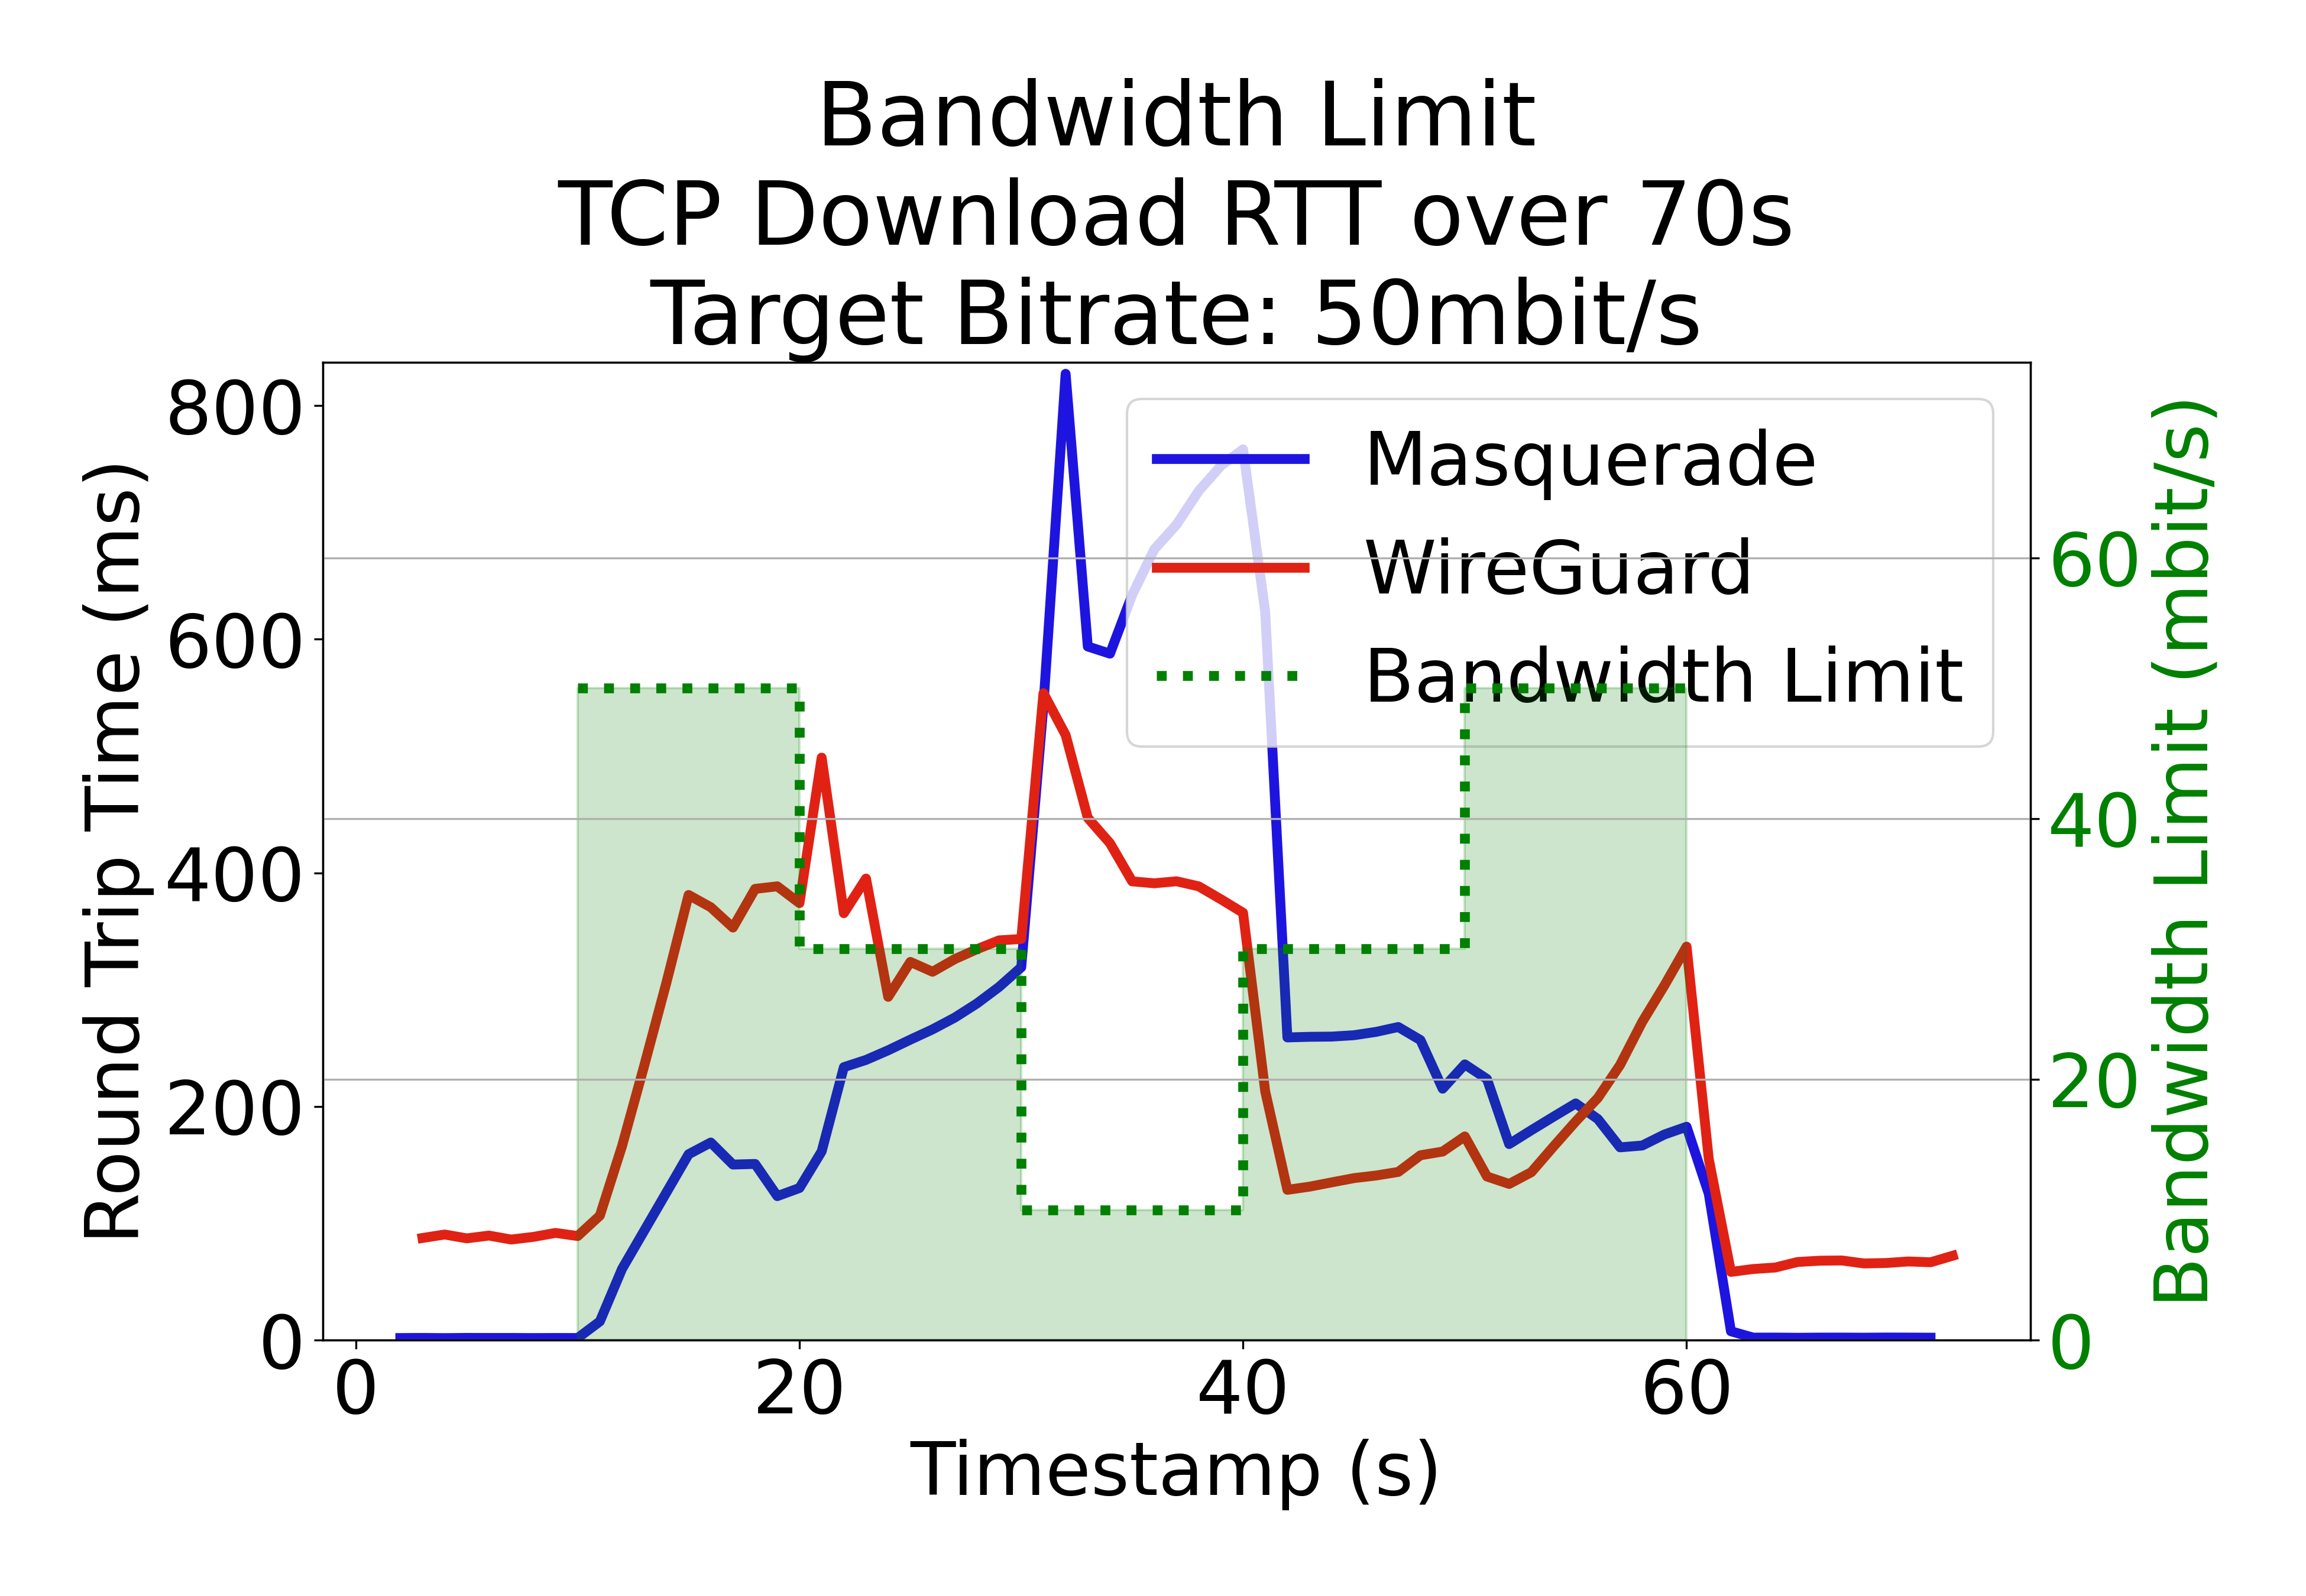 Bandwidth Limit
TCP Download RTT over 70s
Target Bitrate: 50mbit/s
Round Trip Time (ms)
800
600
400
200
0
Masquerade
WireGuard
Bandwidth Limit
60
40
20
0
Bandwidth Limit (mbit/s)
0 20 40 60
Timestamp (s)